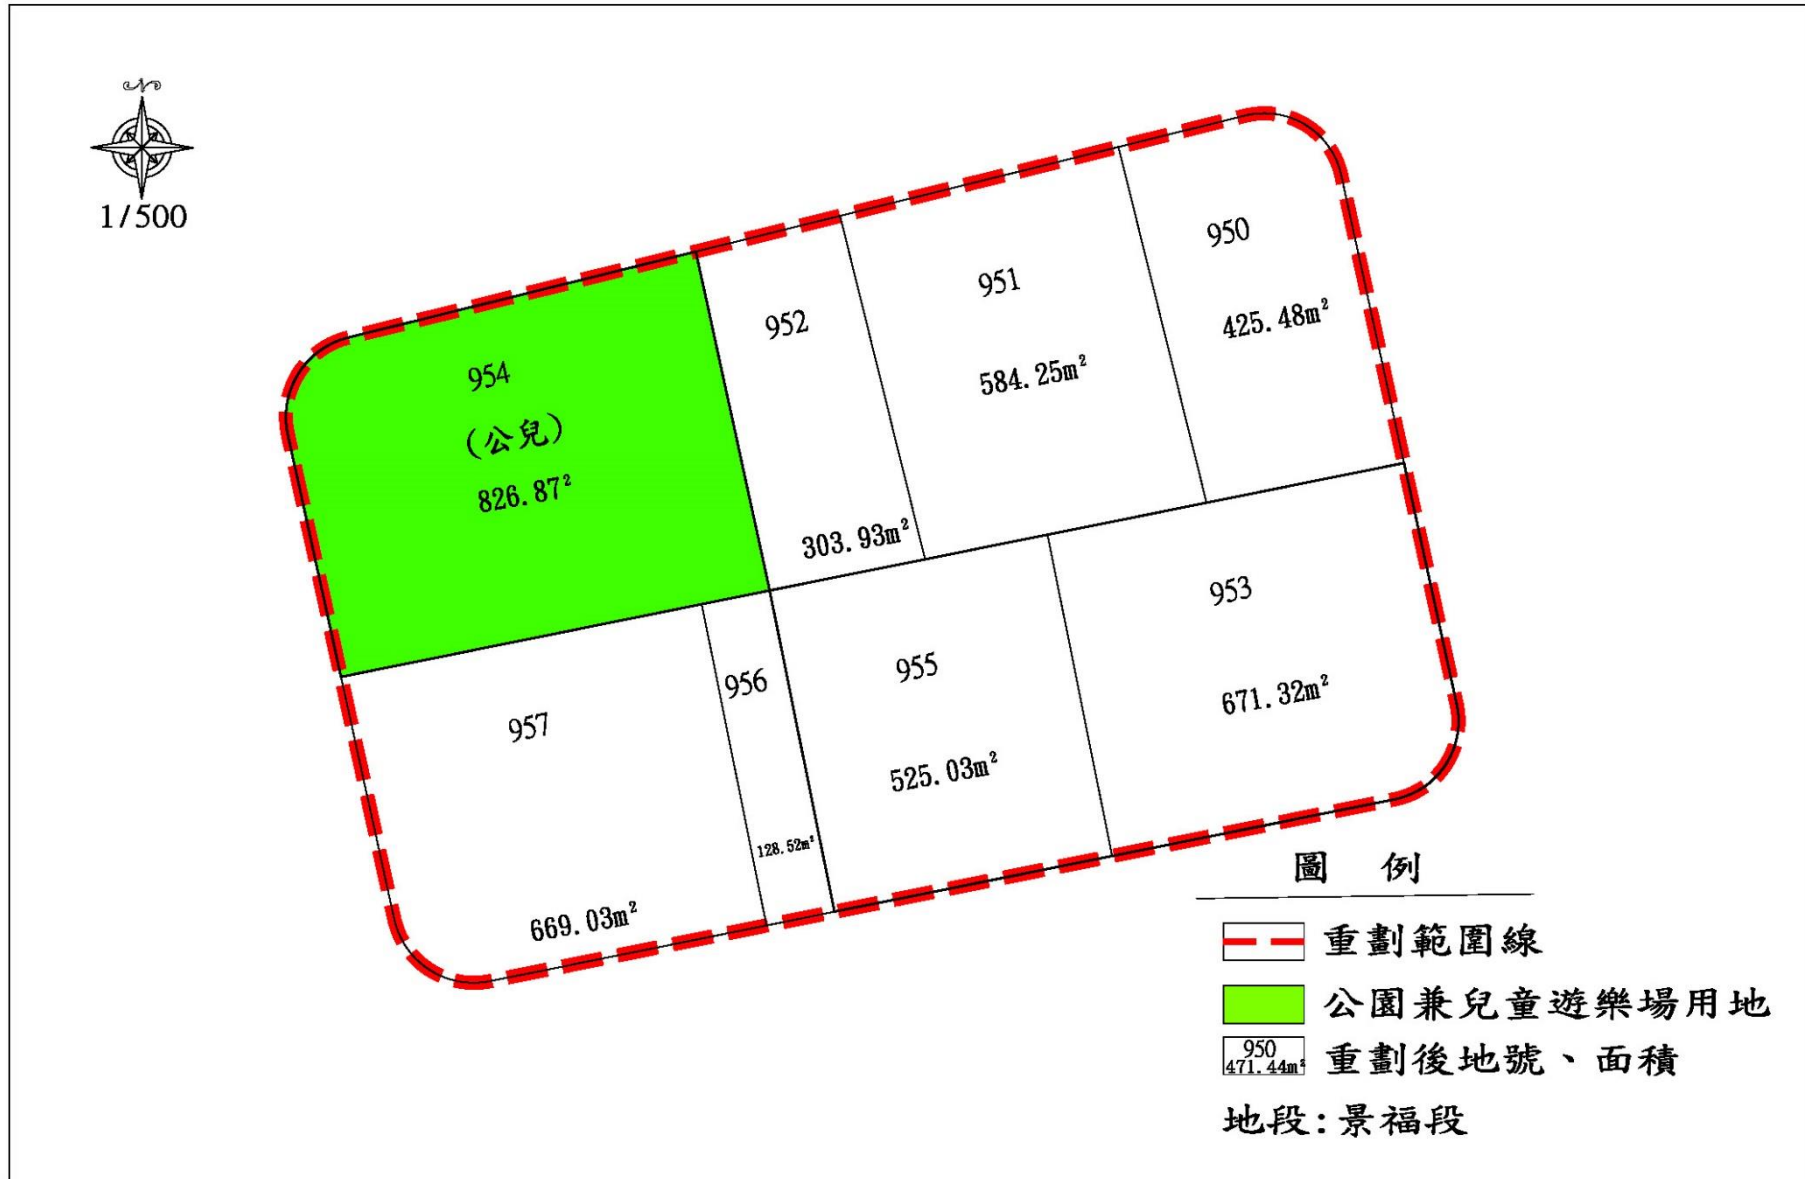 N
1/500
950
425.48m²
951
584.25m²
952
303.93m²
954
(公兒)
826.87²
953
671.32m²
955
525.03m²
956
128.52m²
957
669.03m²
圖 例
重劃範圍線
公園兼兒童遊樂場用地
950
471.44m²
重劃後地號、面積
地段:景福段